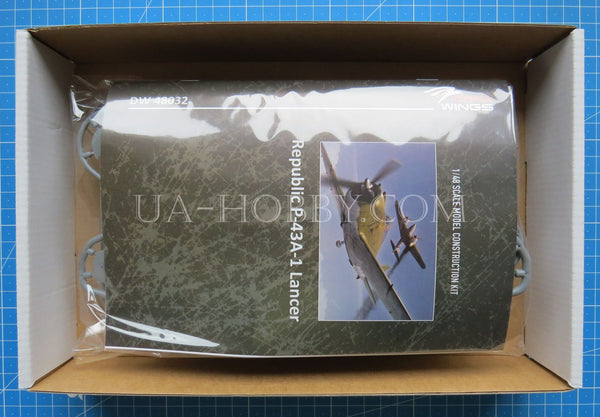 DW 48032
WINGS
1/48 SCALE MODEL CONSTRUCTION KIT
Republic P-43A-1 Lancer
UA-HOBBY.COM